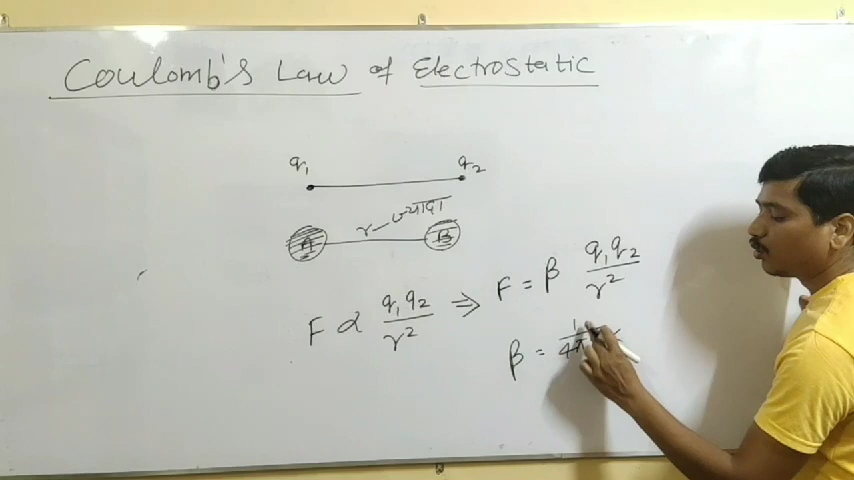 Coulomb's Law of Electrostatic
q₁ q₂
r ज्यादा
A B
F ∝ q₁q₂/r² ⇒ F = β q₁q₂/r²
β = 1/4π